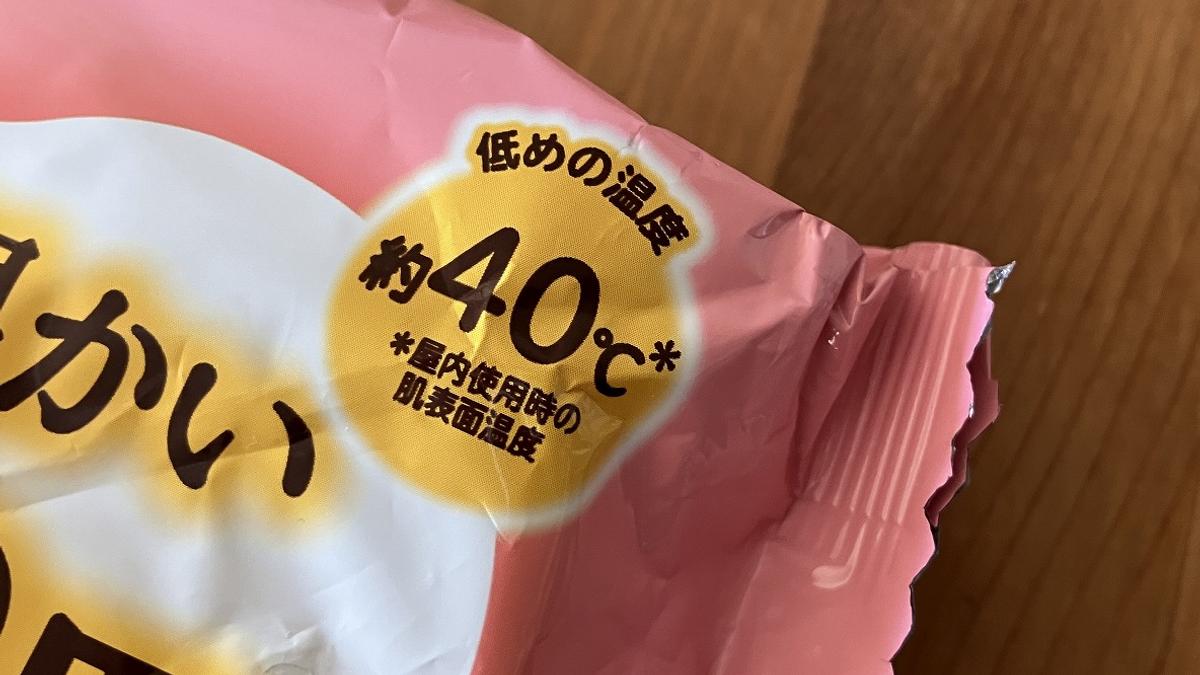 低めの温度
約40℃*
*屋内使用時の
肌表面温度
かい